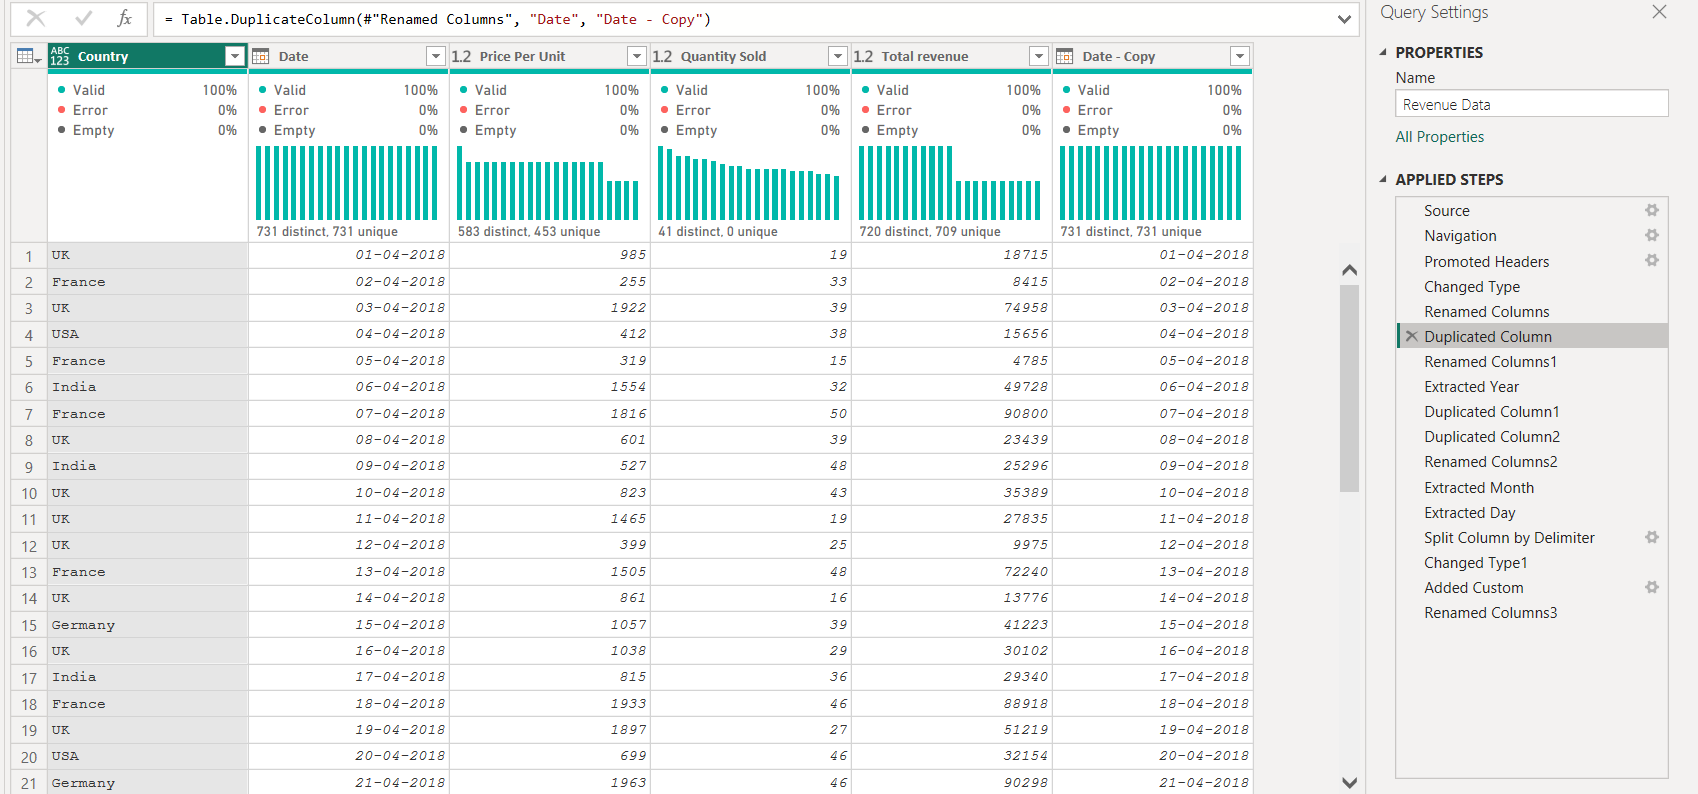 fx = Table.DuplicateColumn(#"Renamed Columns", "Date", "Date - Copy")
ABC 123 Country Date 1.2 Price Per Unit 1.2 Quantity Sold 1.2 Total revenue Date - Copy
Valid 100% Valid 100% Valid 100% Valid 100% Valid 100% Valid 100%
Error 0% Error 0% Error 0% Error 0% Error 0% Error 0%
Empty 0% Empty 0% Empty 0% Empty 0% Empty 0% Empty 0%
731 distinct, 731 unique 583 distinct, 453 unique 41 distinct, 0 unique 720 distinct, 709 unique 731 distinct, 731 unique
1 UK 01-04-2018 985 19 18715 01-04-2018
2 France 02-04-2018 255 33 8415 02-04-2018
3 UK 03-04-2018 1922 39 74958 03-04-2018
4 USA 04-04-2018 412 38 15656 04-04-2018
5 France 05-04-2018 319 15 4785 05-04-2018
6 India 06-04-2018 1554 32 49728 06-04-2018
7 France 07-04-2018 1816 50 90800 07-04-2018
8 UK 08-04-2018 601 39 23439 08-04-2018
9 India 09-04-2018 527 48 25296 09-04-2018
10 UK 10-04-2018 823 43 35389 10-04-2018
11 UK 11-04-2018 1465 19 27835 11-04-2018
12 UK 12-04-2018 399 25 9975 12-04-2018
13 France 13-04-2018 1505 48 72240 13-04-2018
14 UK 14-04-2018 861 16 13776 14-04-2018
15 Germany 15-04-2018 1057 39 41223 15-04-2018
16 UK 16-04-2018 1038 29 30102 16-04-2018
17 India 17-04-2018 815 36 29340 17-04-2018
18 France 18-04-2018 1933 46 88918 18-04-2018
19 UK 19-04-2018 1897 27 51219 19-04-2018
20 USA 20-04-2018 699 46 32154 20-04-2018
21 Germany 21-04-2018 1963 46 90298 21-04-2018
Query Settings
PROPERTIES
Name
Revenue Data
All Properties
APPLIED STEPS
Source
Navigation
Promoted Headers
Changed Type
Renamed Columns
Duplicated Column
Renamed Columns1
Extracted Year
Duplicated Column1
Duplicated Column2
Renamed Columns2
Extracted Month
Extracted Day
Split Column by Delimiter
Changed Type1
Added Custom
Renamed Columns3